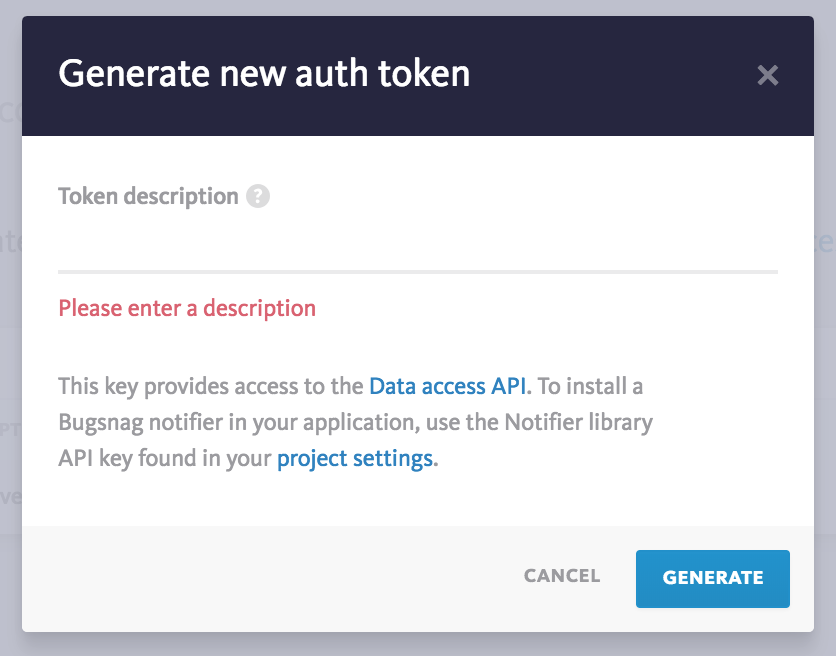 Generate new auth token
×
Token description ?
Please enter a description
This key provides access to the Data access API. To install a
Bugsnag notifier in your application, use the Notifier library
API key found in your project settings.
CANCEL
GENERATE